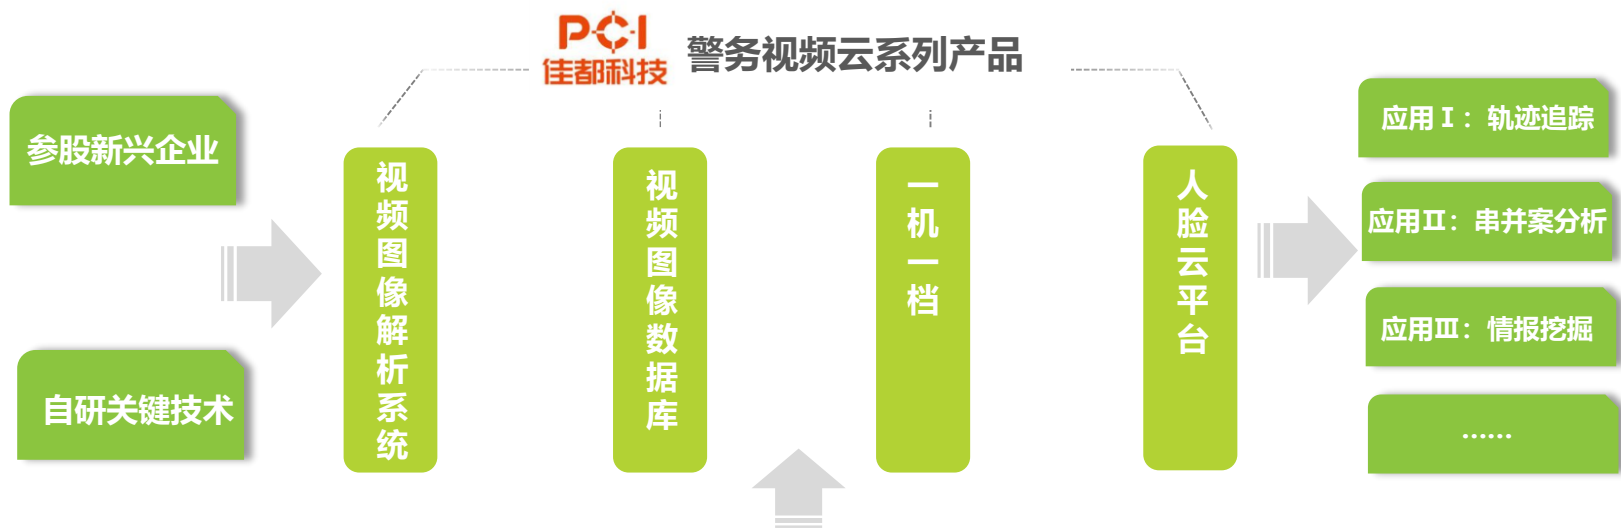 PCI
佳都科技
警务视频云系列产品
参股新兴企业
自研关键技术
视频图像解析系统
视频图像数据库
一机一档
人脸云平台
应用Ⅰ：轨迹追踪
应用Ⅱ：串并案分析
应用Ⅲ：情报挖掘
……